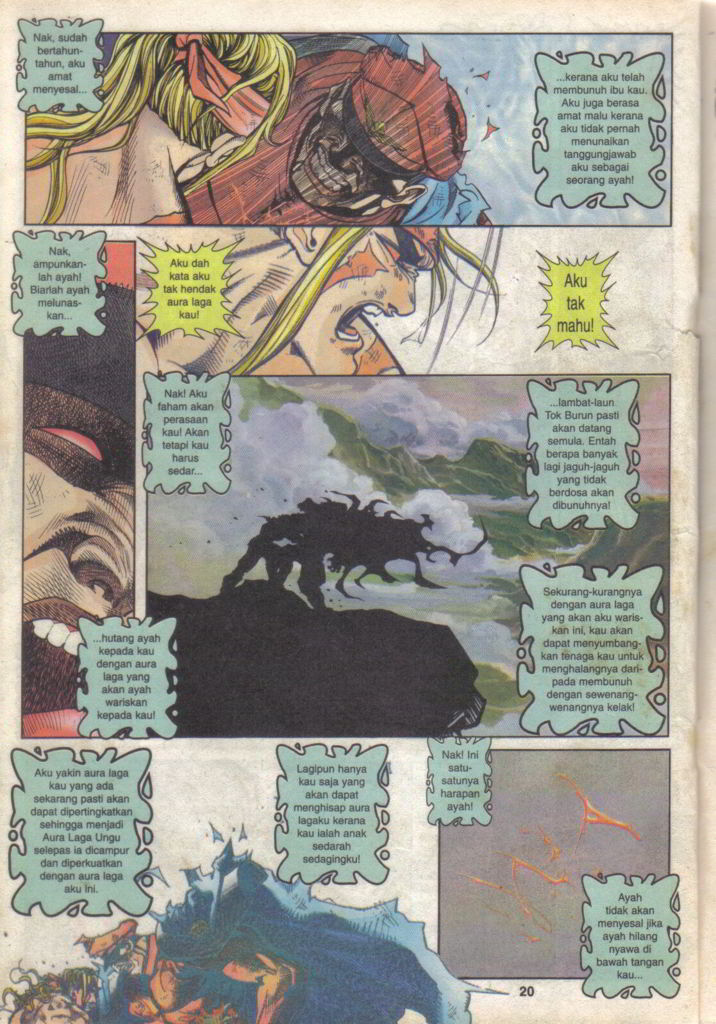 Nak, sudah
bertahun-
tahun, aku
amat
menyesal...
...kerana aku telah
membunuh ibu kau.
Aku juga berasa
amat malu kerana
aku tidak pernah
menunaikan
tanggungjawab
aku sebagai
seorang ayah!
Nak,
ampunkan-
lah ayah!
Biarlah ayah
melunas-
kan...
Aku dah
kata aku
tak hendak
aura laga
kau!
Aku
tak
mahu!
...hutang ayah
kepada kau
dengan aura
laga yang
akan ayah
wariskan
kepada kau!
Nak! Aku
faham akan
perasaan
kau! Akan
tetapi kau
harus
sedar...
...lambat-laun
Tok Burun pasti
akan datang
semula. Entah
berapa banyak
lagi jaguh-jaguh
yang tidak
berdosa akan
dibunuhnya!
Sekurang-kurangnya
dengan aura laga
yang akan aku waris-
kan ini, kau akan
dapat menyumbang-
kan tenaga kau untuk
menghalangnya dari-
pada membunuh
dengan sewenang-
wenangnya kelak!
Aku yakin aura laga
kau yang ada
sekarang pasti akan
dapat dipertingkatkan
sehingga menjadi
Aura Laga Ungu
selepas ia dicampur
dan diperkuatkan
dengan aura laga
aku ini.
Lagipun hanya
kau saja yang
akan dapat
menghisap aura
lagaku kerana
kau ialah anak
sedarah
sedagingku!
Nak! Ini
satu-
satunya
harapan
ayah!
Ayah
tidak akan
menyesal jika
ayah hilang
nyawa di
bawah tangan
kau...
20